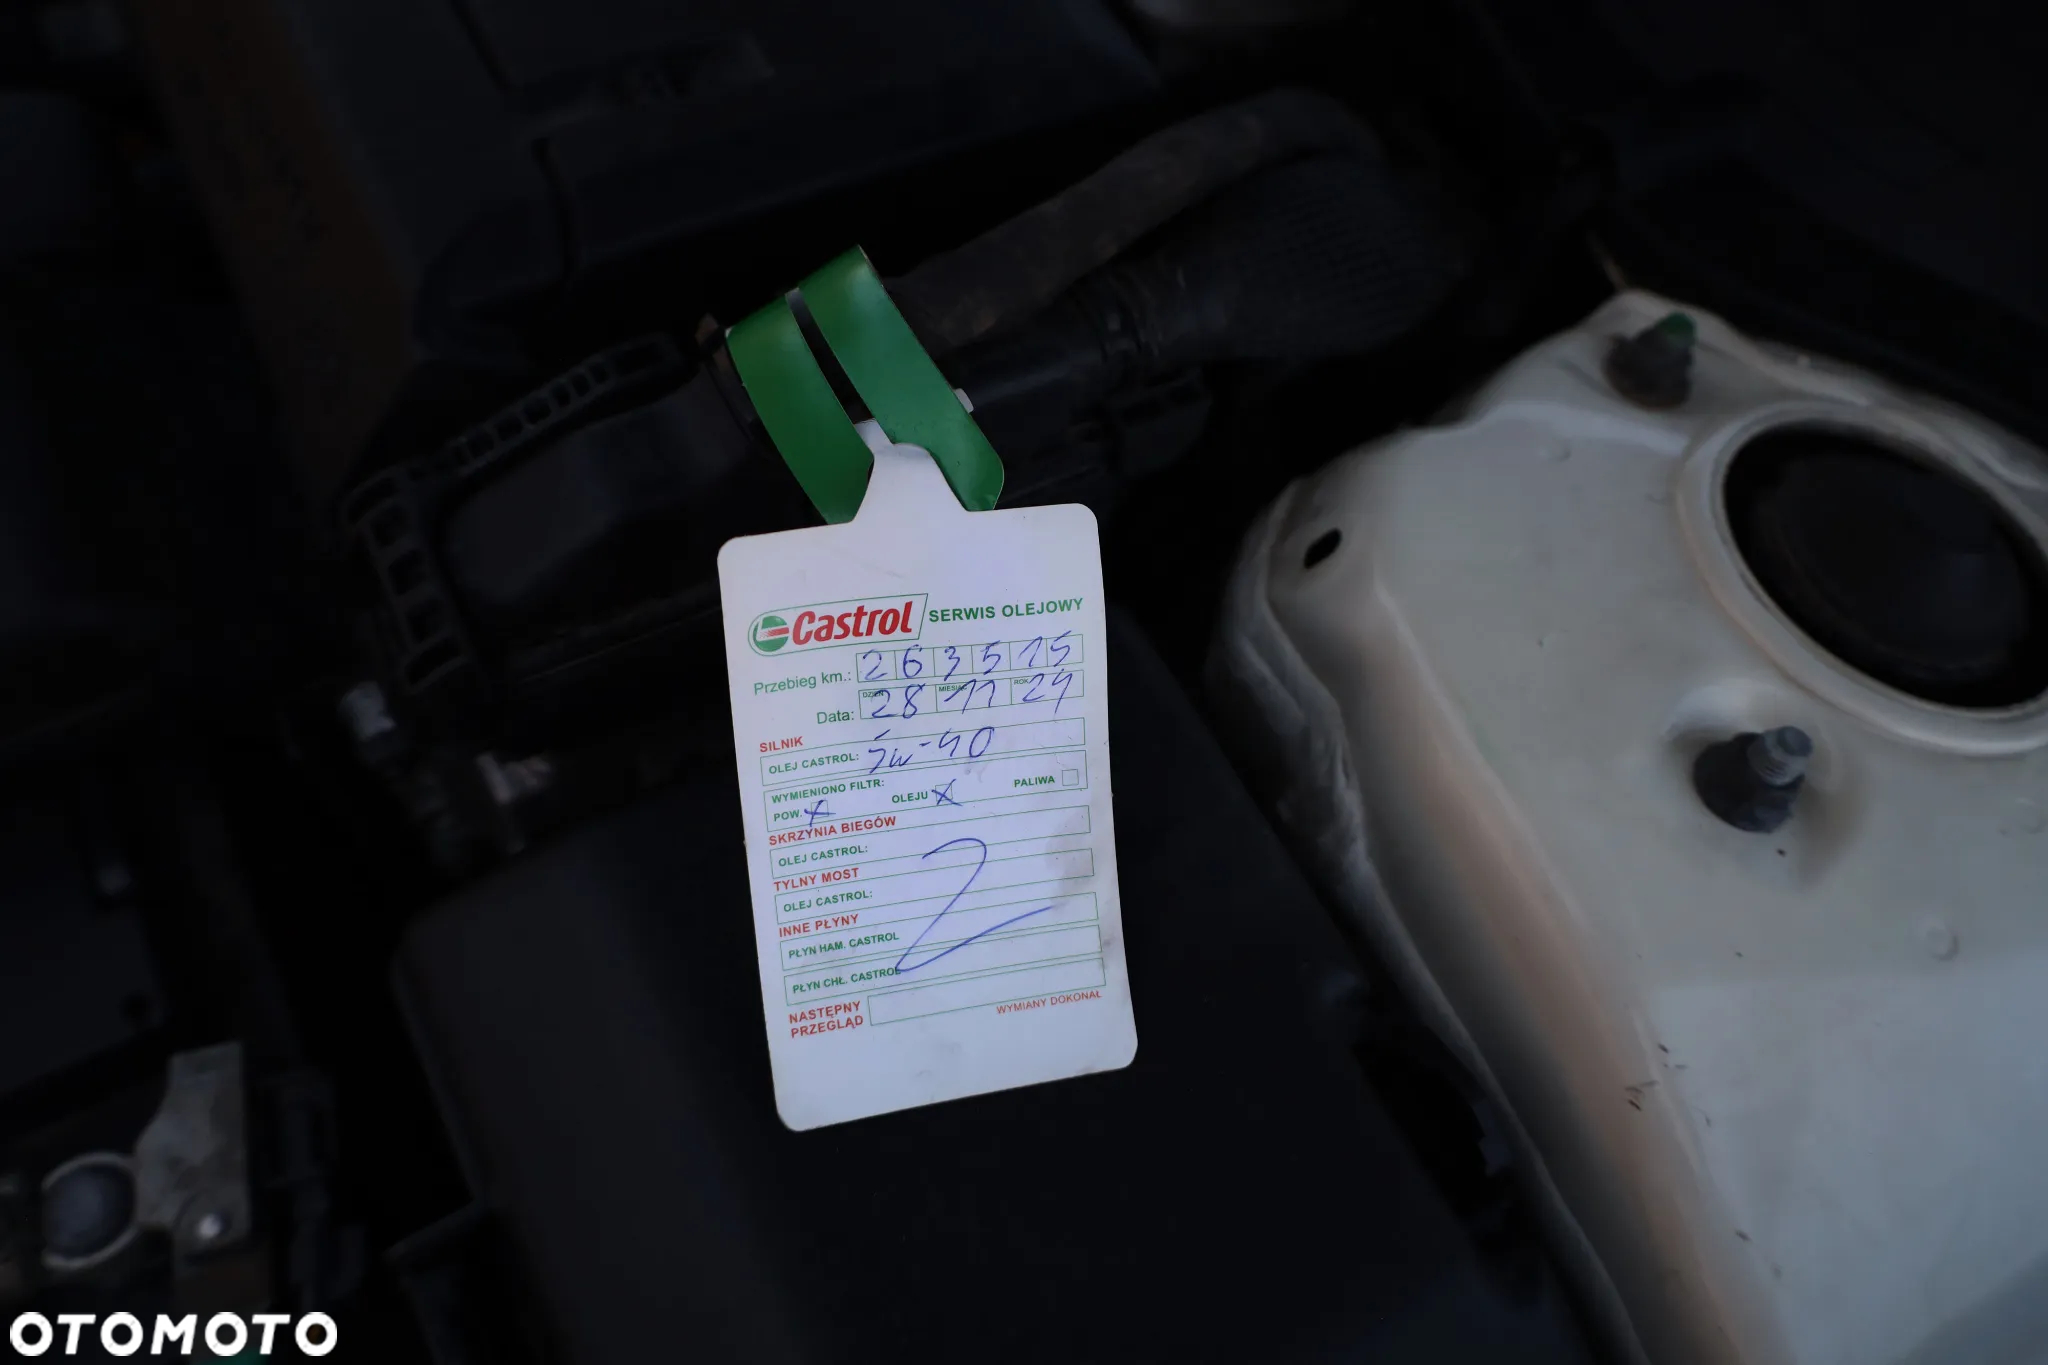 Castrol SERWIS OLEJOWY
Przebieg km.: 263515
DZIEŃ MIESIĄC ROK
Data: 28 11 24
SILNIK
OLEJ CASTROL: 5w-40
WYMIENIONO FILTR:
POW. X OLEJU X PALIWA
SKRZYNIA BIEGÓW
OLEJ CASTROL:
TYLNY MOST
OLEJ CASTROL:
INNE PŁYNY
PŁYN HAM. CASTROL
PŁYN CHŁ. CASTROL
NASTĘPNY
PRZEGLĄD
WYMIANY DOKONAŁ
OTOMOTO